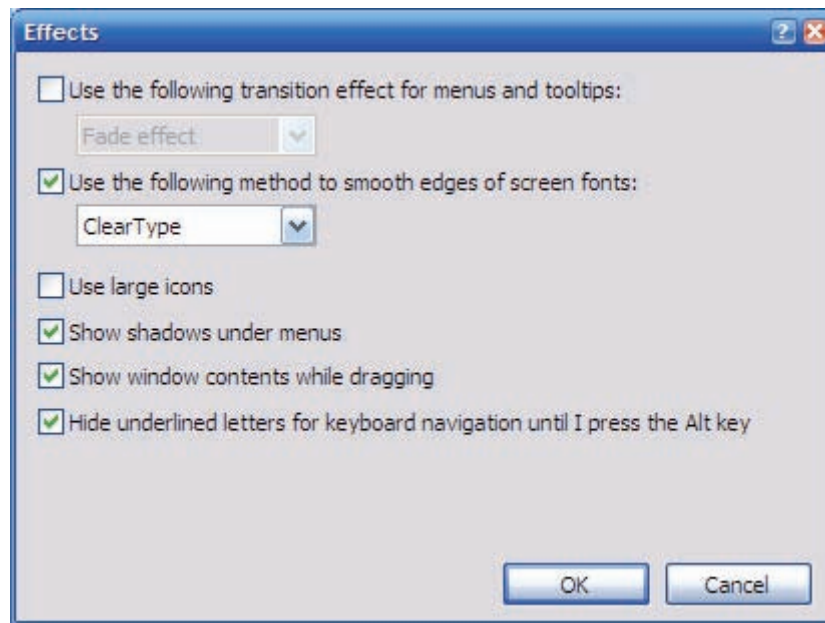 Effects
Use the following transition effect for menus and tooltips:
Fade effect
Use the following method to smooth edges of screen fonts:
ClearType
Use large icons
Show shadows under menus
Show window contents while dragging
Hide underlined letters for keyboard navigation until I press the Alt key
OK Cancel